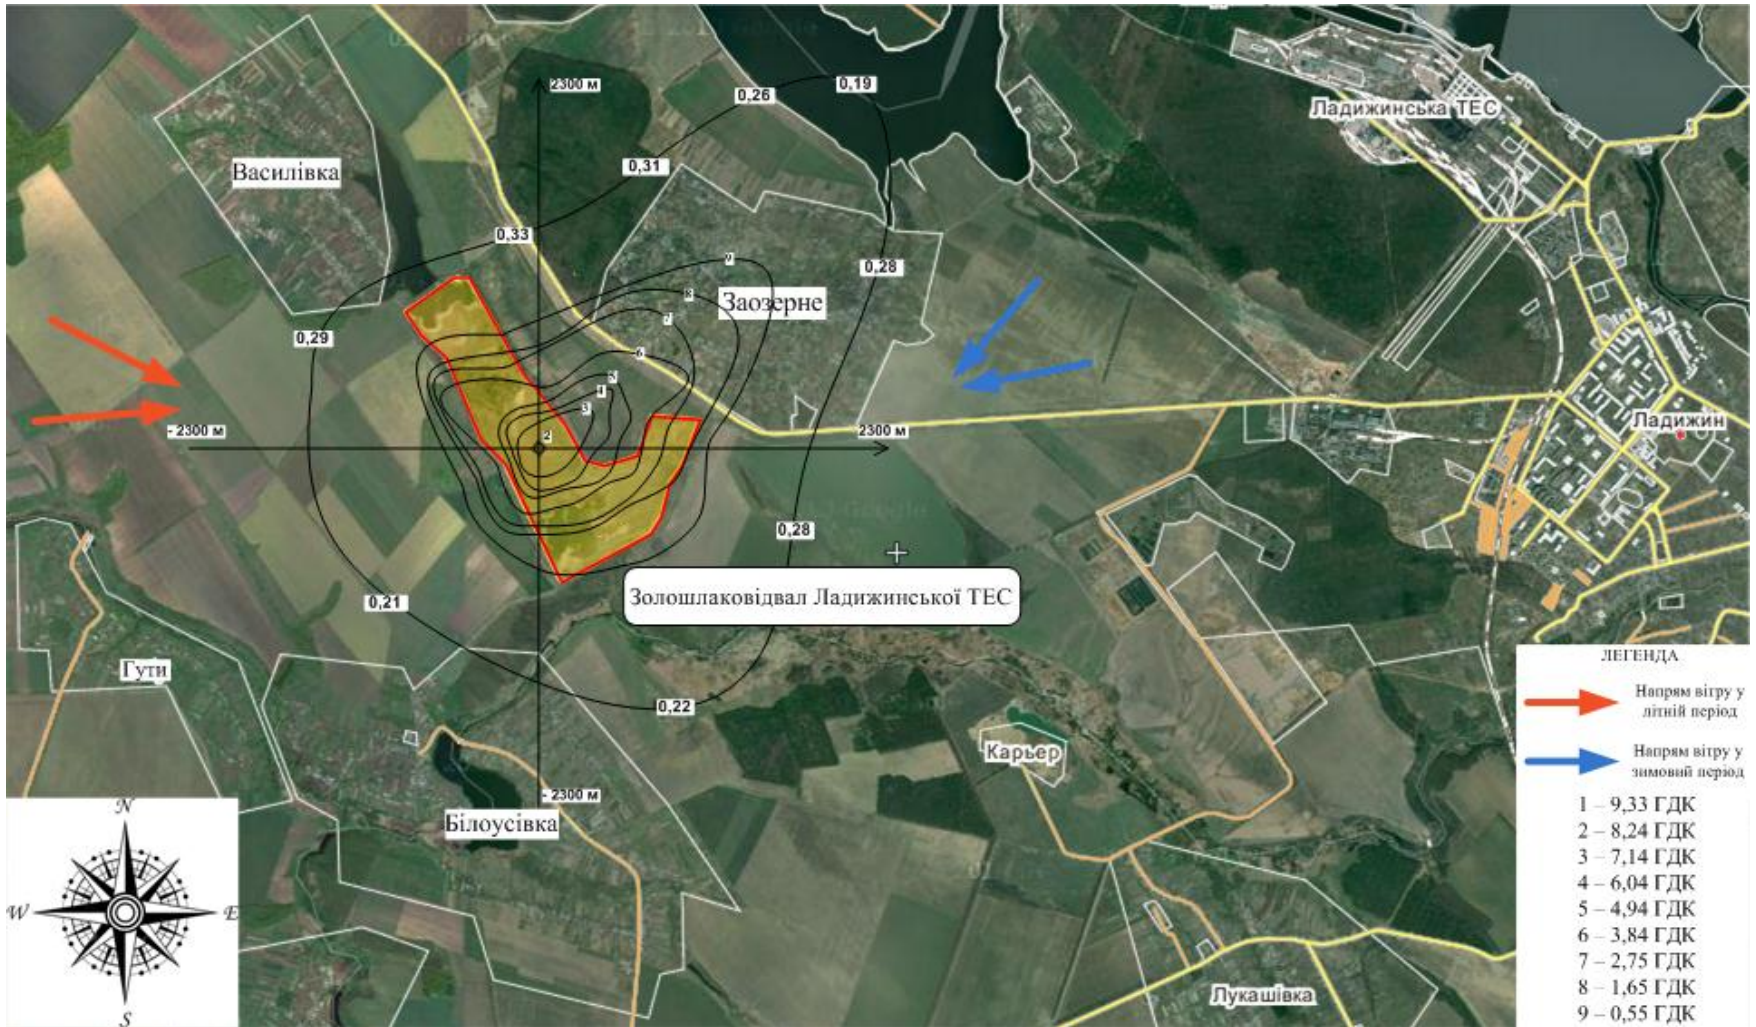 2300 м
0,26
0,19
Ладижинська ТЕС
0,31
Василівка
0,33
9
0,28
8
Заозерне
7
0,29
6
5
4
3
- 2300 м
2
2300 м
Ладижин
0,28
Золошлаковідвал Ладижинської ТЕС
0,21
Гути
0,22
Карьер
- 2300 м
Білоусівка
Лукашівка
N
W
E
S
ЛЕГЕНДА
Напрям вітру у
літній період
Напрям вітру у
зимовий період
1 – 9,33 ГДК
2 – 8,24 ГДК
3 – 7,14 ГДК
4 – 6,04 ГДК
5 – 4,94 ГДК
6 – 3,84 ГДК
7 – 2,75 ГДК
8 – 1,65 ГДК
9 – 0,55 ГДК